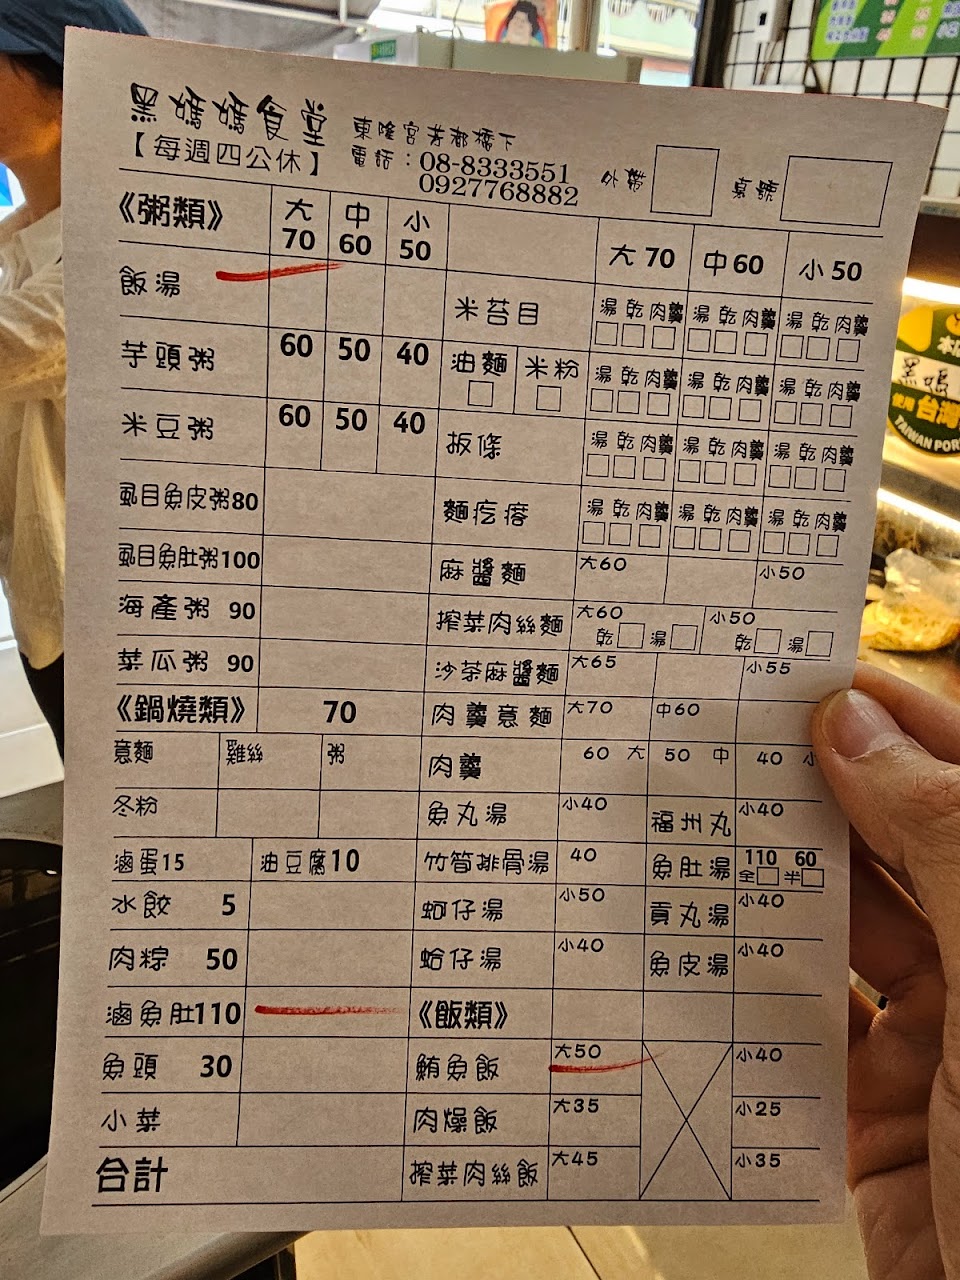 黑媽媽食堂 東隆宮芳都橋下
【每週四公休】 電話：08-8333551
0927768882
外帶 桌號
《粥類》 大70 中60 小50
飯湯
芋頭粥 60 50 40
米豆粥 60 50 40
虱目魚皮粥80
虱目魚肚粥100
海產粥 90
菜瓜粥 90
《鍋燒類》 70
意麵 雞絲 粥
冬粉
滷蛋15 油豆腐10
水餃 5
肉粽 50
滷魚肚110
魚頭 30
小菜
合計
大70 中60 小50
米苔目 湯 乾 肉羹 湯 乾 肉羹 湯 乾 肉羹
油麵 米粉 湯 乾 肉羹 湯 乾 肉羹 湯 乾 肉羹
粄條 湯 乾 肉羹 湯 乾 肉羹 湯 乾 肉羹
麵疙瘩 湯 乾 肉羹 湯 乾 肉羹 湯 乾 肉羹
麻醬麵 大60 小50
搾菜肉絲麵 大60 乾 湯 小50 乾 湯
沙茶麻醬麵 大65 小55
肉羹意麵 大70 中60
肉羹 60 大 50 中 40 小
魚丸湯 小40 福州丸 小40
竹筍排骨湯 40 魚肚湯 110 全 60 半
蚵仔湯 小50 貢丸湯 小40
蛤仔湯 小40 魚皮湯 小40
《飯類》
鮪魚飯 大50 小40
肉燥飯 大35 小25
搾菜肉絲飯 大45 小35
黑媽
使用台灣
TAIWAN POR